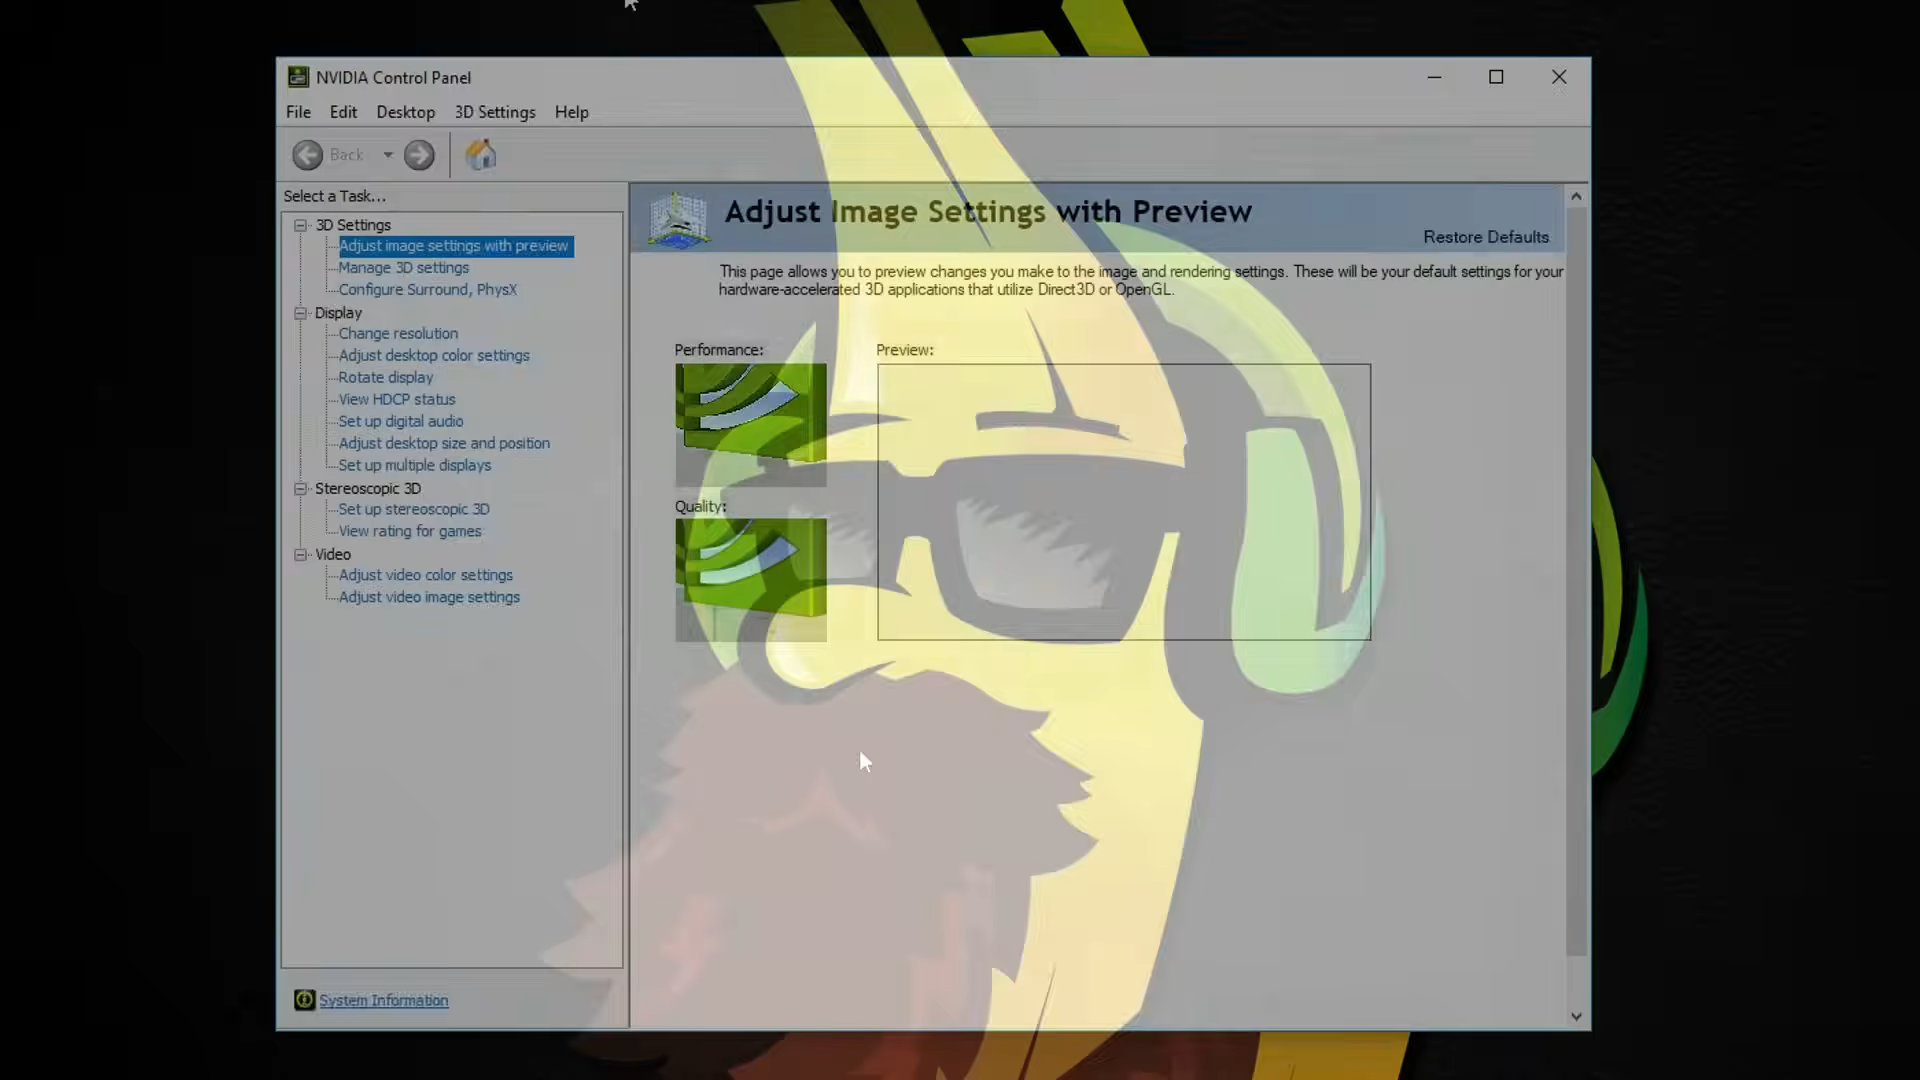 NVIDIA Control Panel
File Edit Desktop 3D Settings Help
Back
Select a Task...
3D Settings
Adjust image settings with preview
Manage 3D settings
Configure Surround, PhysX
Display
Change resolution
Adjust desktop color settings
Rotate display
View HDCP status
Set up digital audio
Adjust desktop size and position
Set up multiple displays
Stereoscopic 3D
Set up stereoscopic 3D
View rating for games
Video
Adjust video color settings
Adjust video image settings
System Information
Adjust Image Settings with Preview
Restore Defaults
This page allows you to preview changes you make to the image and rendering settings. These will be your default settings for your
hardware-accelerated 3D applications that utilize Direct3D or OpenGL.
Performance:
Preview:
Quality: